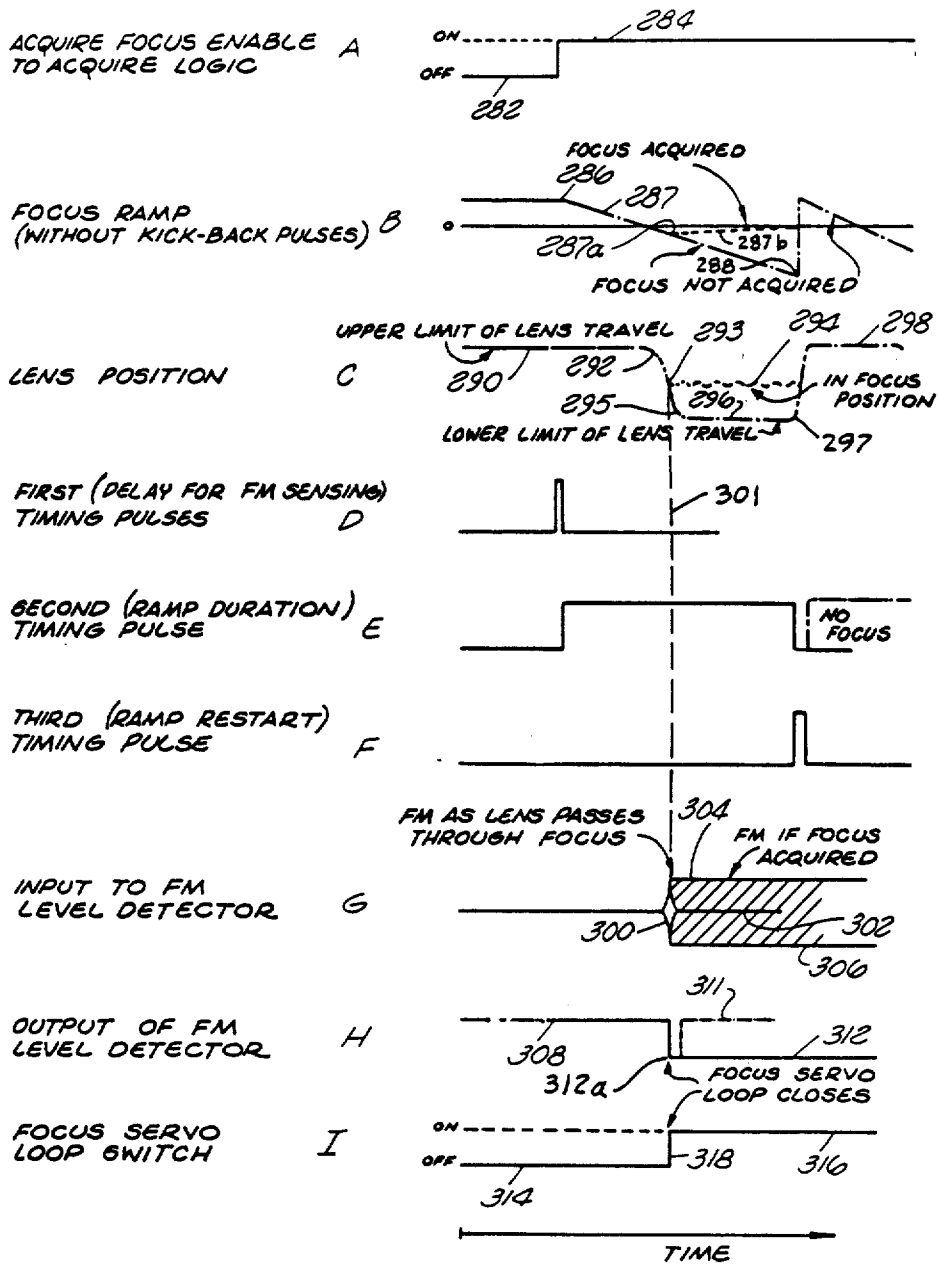 ACQUIRE FOCUS ENABLE
TO ACQUIRE LOGIC
A
ON
OFF
284
282
FOCUS ACQUIRED
286
287
FOCUS RAMP
(WITHOUT KICK-BACK PULSES)
B
0
287a
287b
288
FOCUS NOT ACQUIRED
UPPER LIMIT OF LENS TRAVEL
293
294
298
LENS POSITION
C
290
292
IN FOCUS
POSITION
295
296
LOWER LIMIT OF LENS TRAVEL
297
FIRST (DELAY FOR FM SENSING)
TIMING PULSES
D
301
SECOND (RAMP DURATION)
TIMING PULSE
E
NO
FOCUS
THIRD (RAMP RESTART)
TIMING PULSE
F
FM AS LENS PASSES
THROUGH FOCUS
304
FM IF FOCUS
ACQUIRED
INPUT TO FM
LEVEL DETECTOR
G
300
302
306
311
OUTPUT OF FM
LEVEL DETECTOR
H
308
312
312a
FOCUS SERVO
LOOP CLOSES
FOCUS SERVO
LOOP SWITCH
I
ON
OFF
318
316
314
TIME